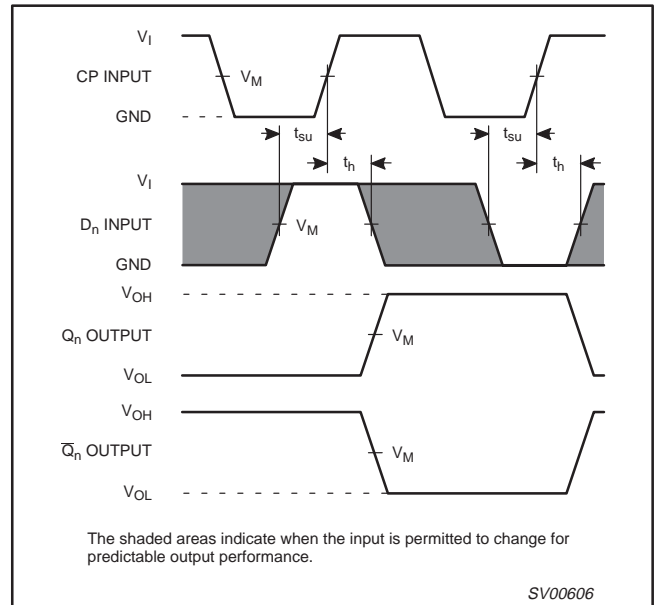 V_I
CP INPUT V_M
GND
t_su t_su
t_h t_h
V_I
D_n INPUT V_M
GND
V_OH
Q_n OUTPUT V_M
V_OL
V_OH
Q̅_n OUTPUT V_M
V_OL
The shaded areas indicate when the input is permitted to change for
predictable output performance.
SV00606